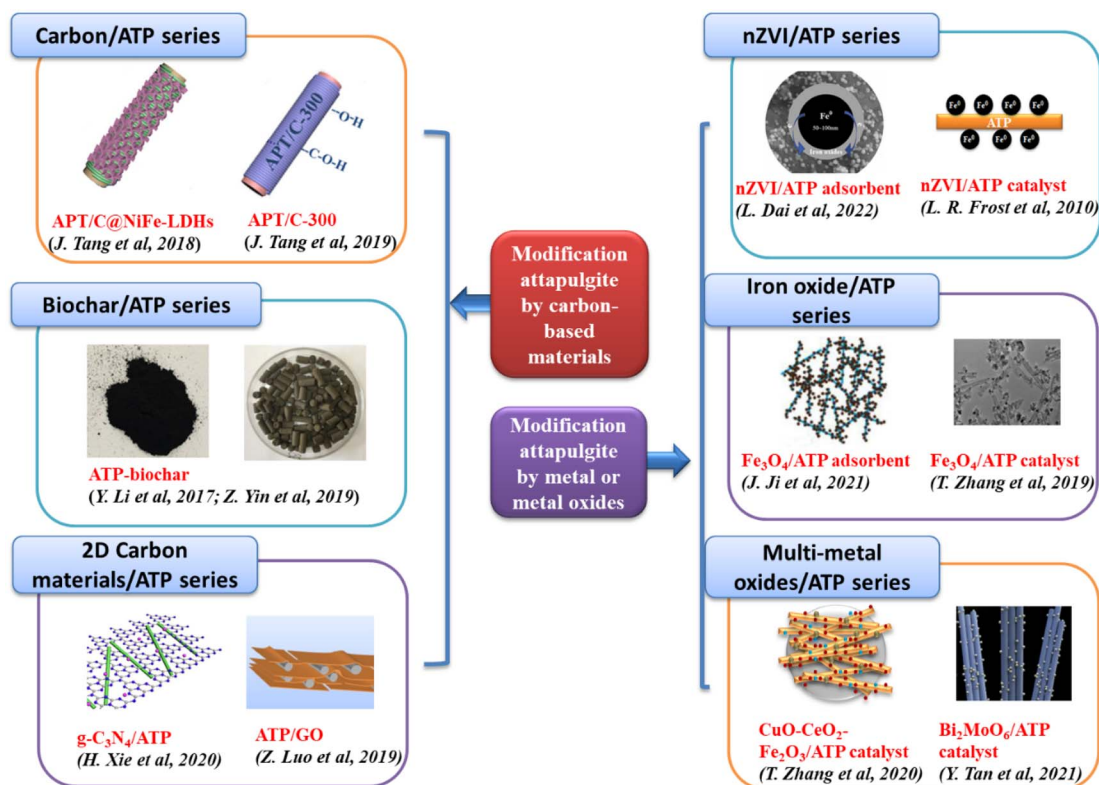 Carbon/ATP series
APT/C-300
-O-H
-C-O-H
APT/C@NiFe-LDHs
(J. Tang et al, 2018)
APT/C-300
(J. Tang et al, 2019)
Biochar/ATP series
ATP-biochar
(Y. Li et al, 2017; Z. Yin et al, 2019)
2D Carbon
materials/ATP series
g-C₃N₄/ATP
(H. Xie et al, 2020)
ATP/GO
(Z. Luo et al, 2019)
Modification
attapulgite
by carbon-
based
materials
Modification
attapulgite
by metal or
metal oxides
nZVI/ATP series
Fe⁰
50~100nm
Iron oxides
Fe⁰ Fe⁰ Fe⁰ Fe⁰
ATP
Fe⁰ Fe⁰ Fe⁰
nZVI/ATP adsorbent
(L. Dai et al, 2022)
nZVI/ATP catalyst
(L. R. Frost et al, 2010)
Iron oxide/ATP
series
Fe₃O₄/ATP adsorbent
(J. Ji et al, 2021)
Fe₃O₄/ATP catalyst
(T. Zhang et al, 2019)
Multi-metal
oxides/ATP series
CuO-CeO₂-
Fe₂O₃/ATP catalyst
(T. Zhang et al, 2020)
Bi₂MoO₆/ATP
catalyst
(Y. Tan et al, 2021)